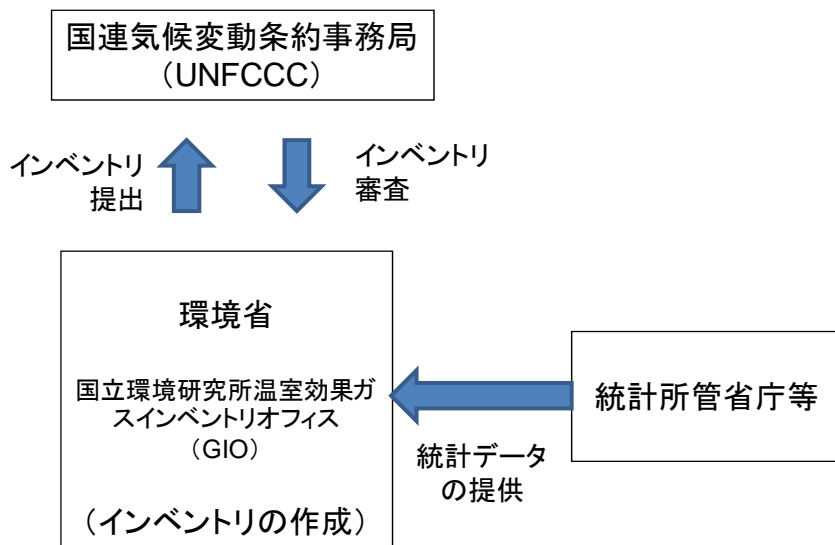 国連気候変動条約事務局
（UNFCCC）
インベントリ
提出
インベントリ
審査
環境省
国立環境研究所温室効果ガ
スインベントリオフィス
（GIO）
（インベントリの作成）
統計所管省庁等
統計データ
の提供